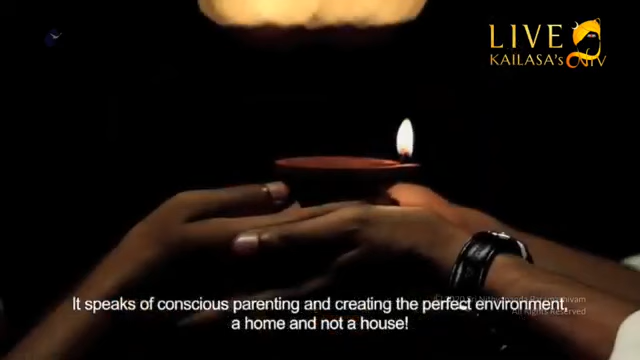 LIVE
KAILASA's NTV
It speaks of conscious parenting and creating the perfect environment,
a home and not a house!
All Rights Reserved